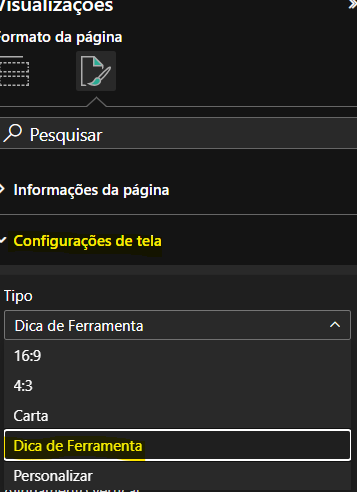 Visualizações
Formato da página
Pesquisar
Informações da página
Configurações de tela
Tipo
Dica de Ferramenta
16:9
4:3
Carta
Dica de Ferramenta
Personalizar